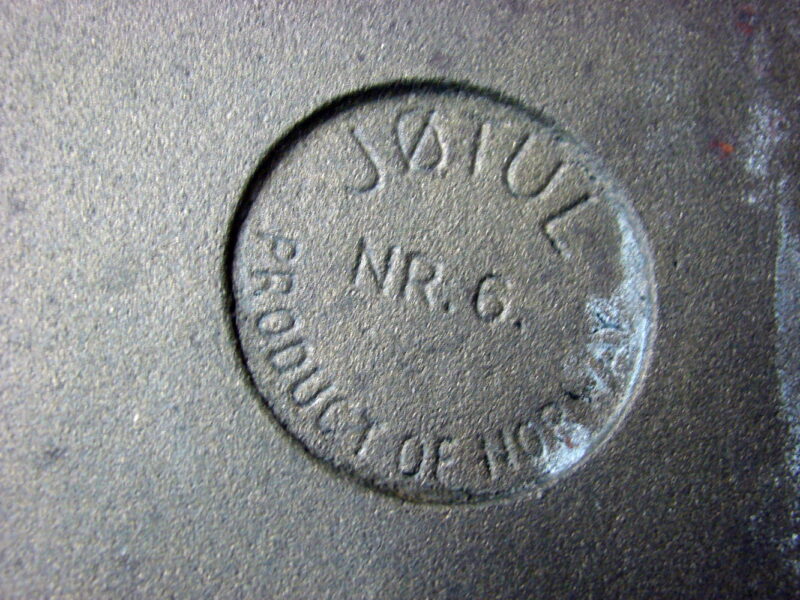 JØTUL
NR. 6.
PRODUCT OF NORWAY